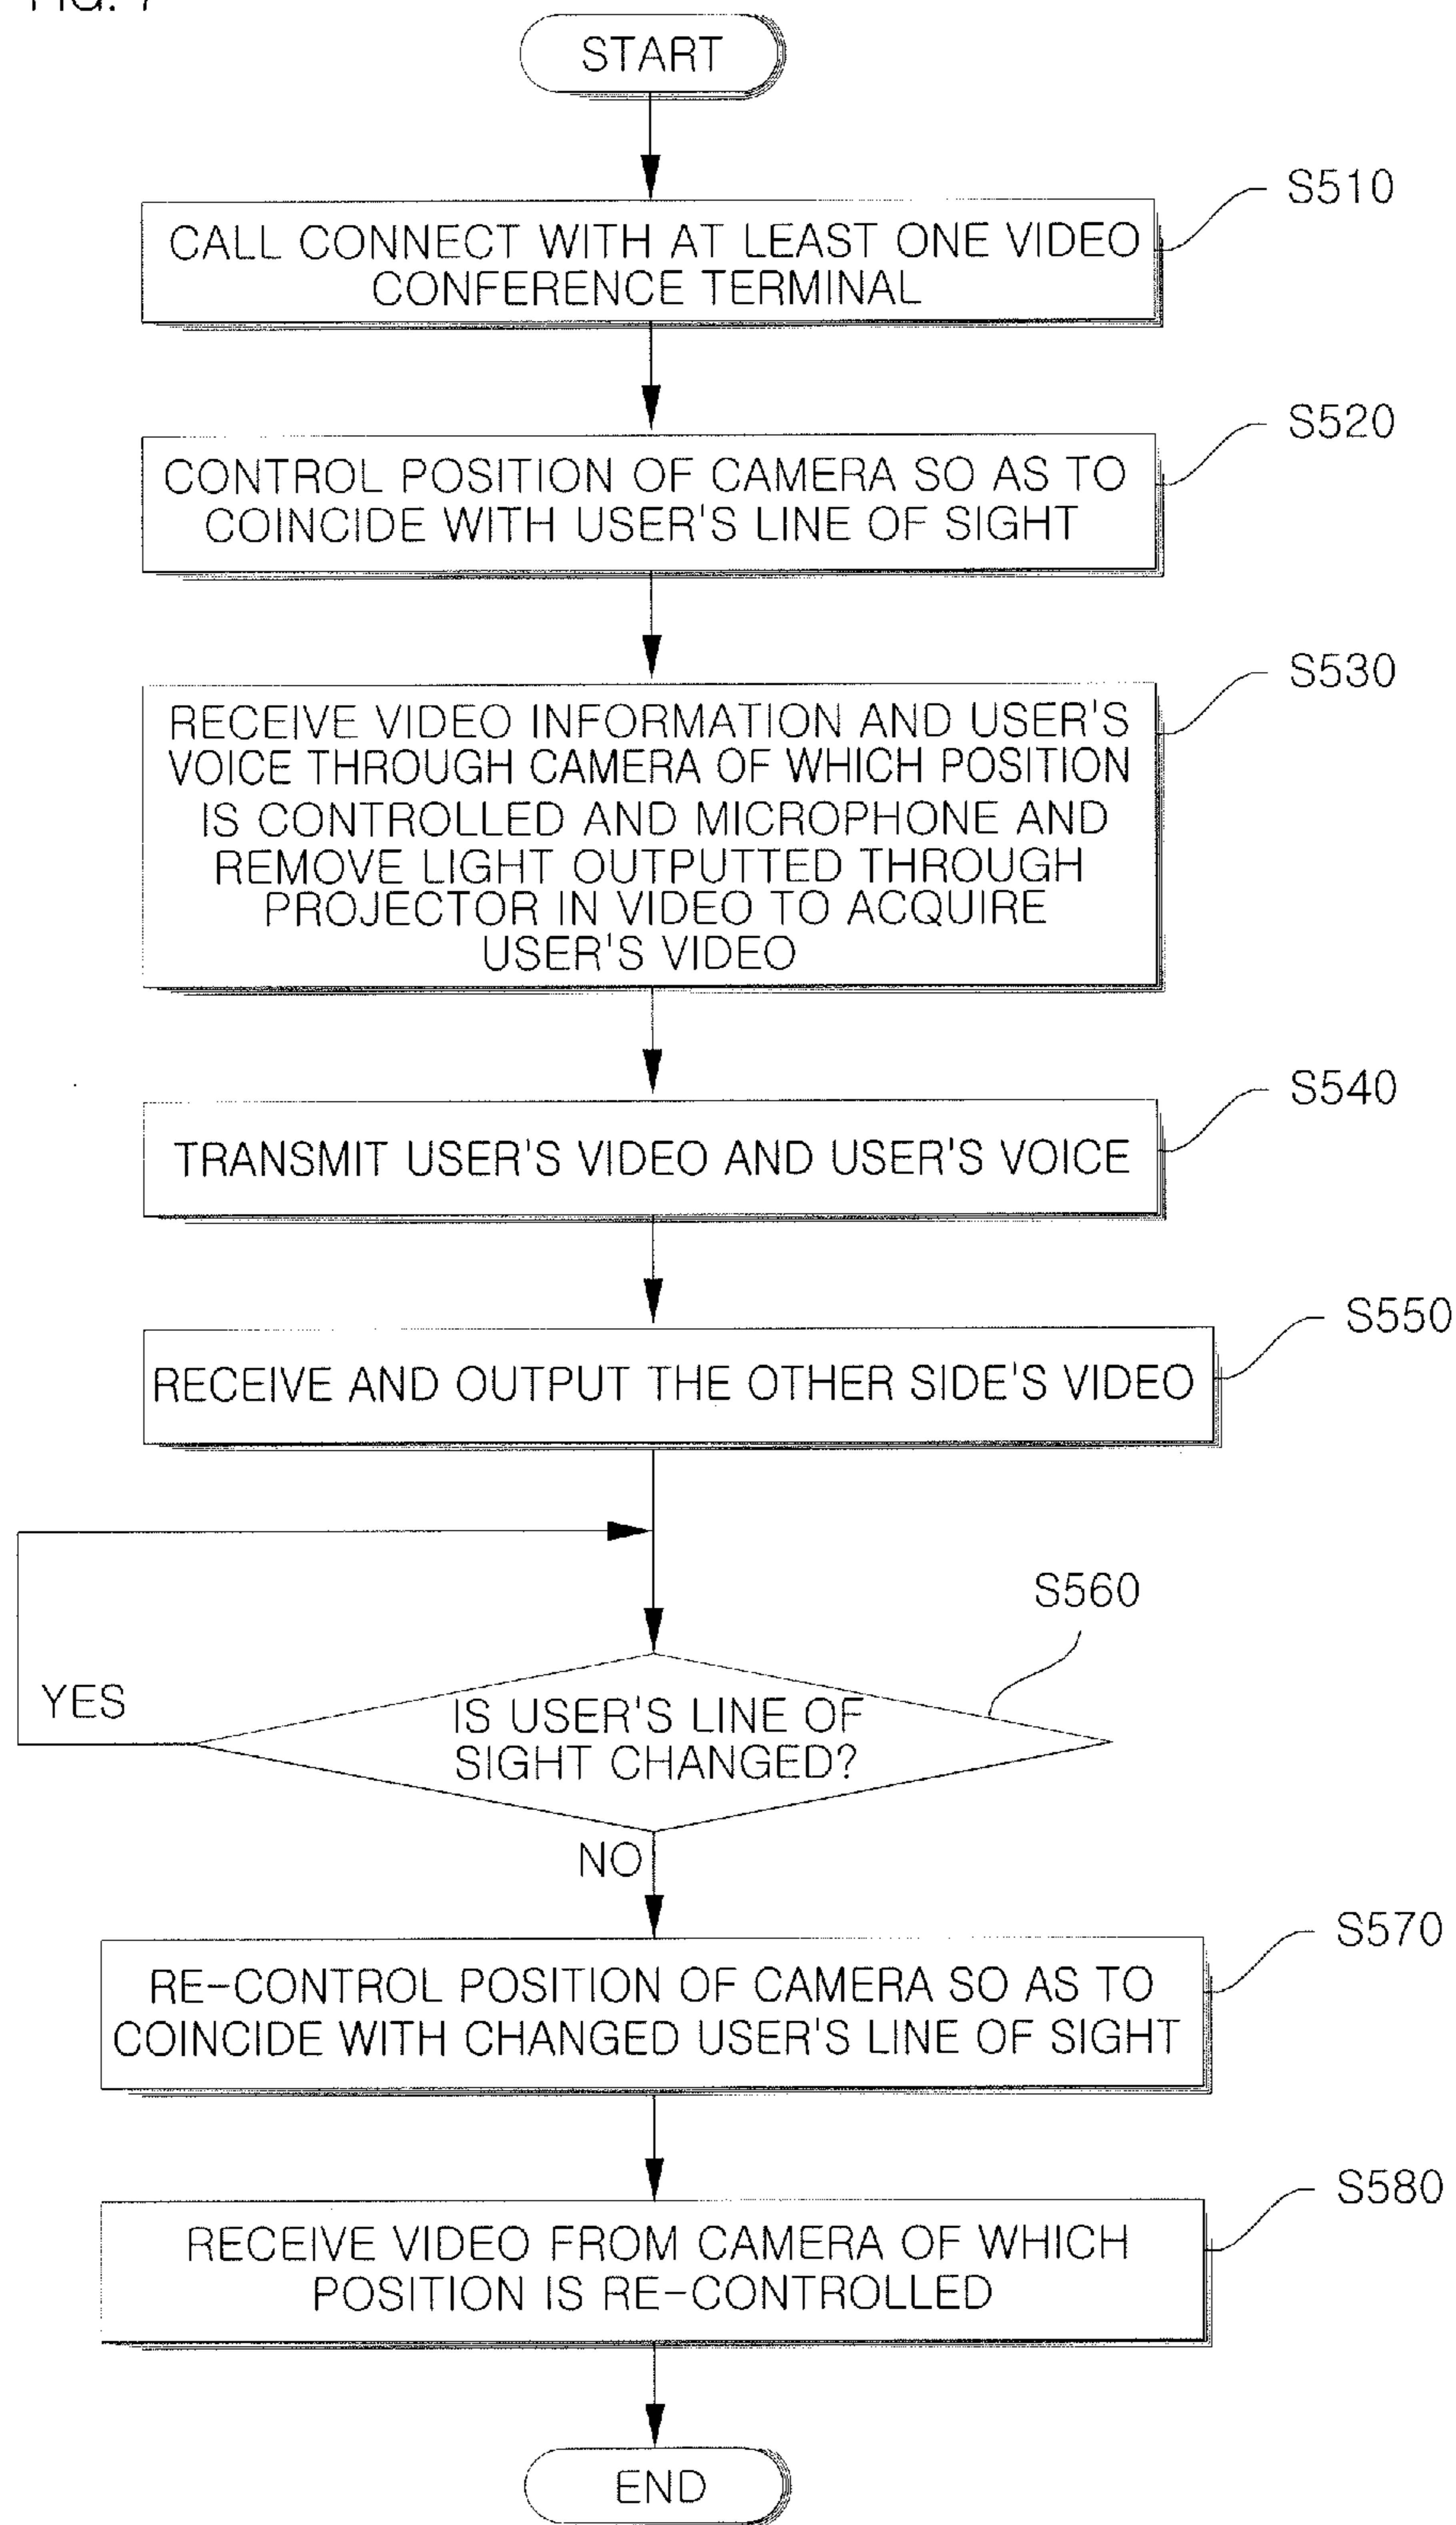 FIG. 7
START
S510
CALL CONNECT WITH AT LEAST ONE VIDEO
CONFERENCE TERMINAL
S520
CONTROL POSITION OF CAMERA SO AS TO
COINCIDE WITH USER'S LINE OF SIGHT
S530
RECEIVE VIDEO INFORMATION AND USER'S
VOICE THROUGH CAMERA OF WHICH POSITION
IS CONTROLLED AND MICROPHONE AND
REMOVE LIGHT OUTPUTTED THROUGH
PROJECTOR IN VIDEO TO ACQUIRE
USER'S VIDEO
S540
TRANSMIT USER'S VIDEO AND USER'S VOICE
S550
RECEIVE AND OUTPUT THE OTHER SIDE'S VIDEO
S560
YES
IS USER'S LINE OF
SIGHT CHANGED?
NO
S570
RE-CONTROL POSITION OF CAMERA SO AS TO
COINCIDE WITH CHANGED USER'S LINE OF SIGHT
S580
RECEIVE VIDEO FROM CAMERA OF WHICH
POSITION IS RE-CONTROLLED
END